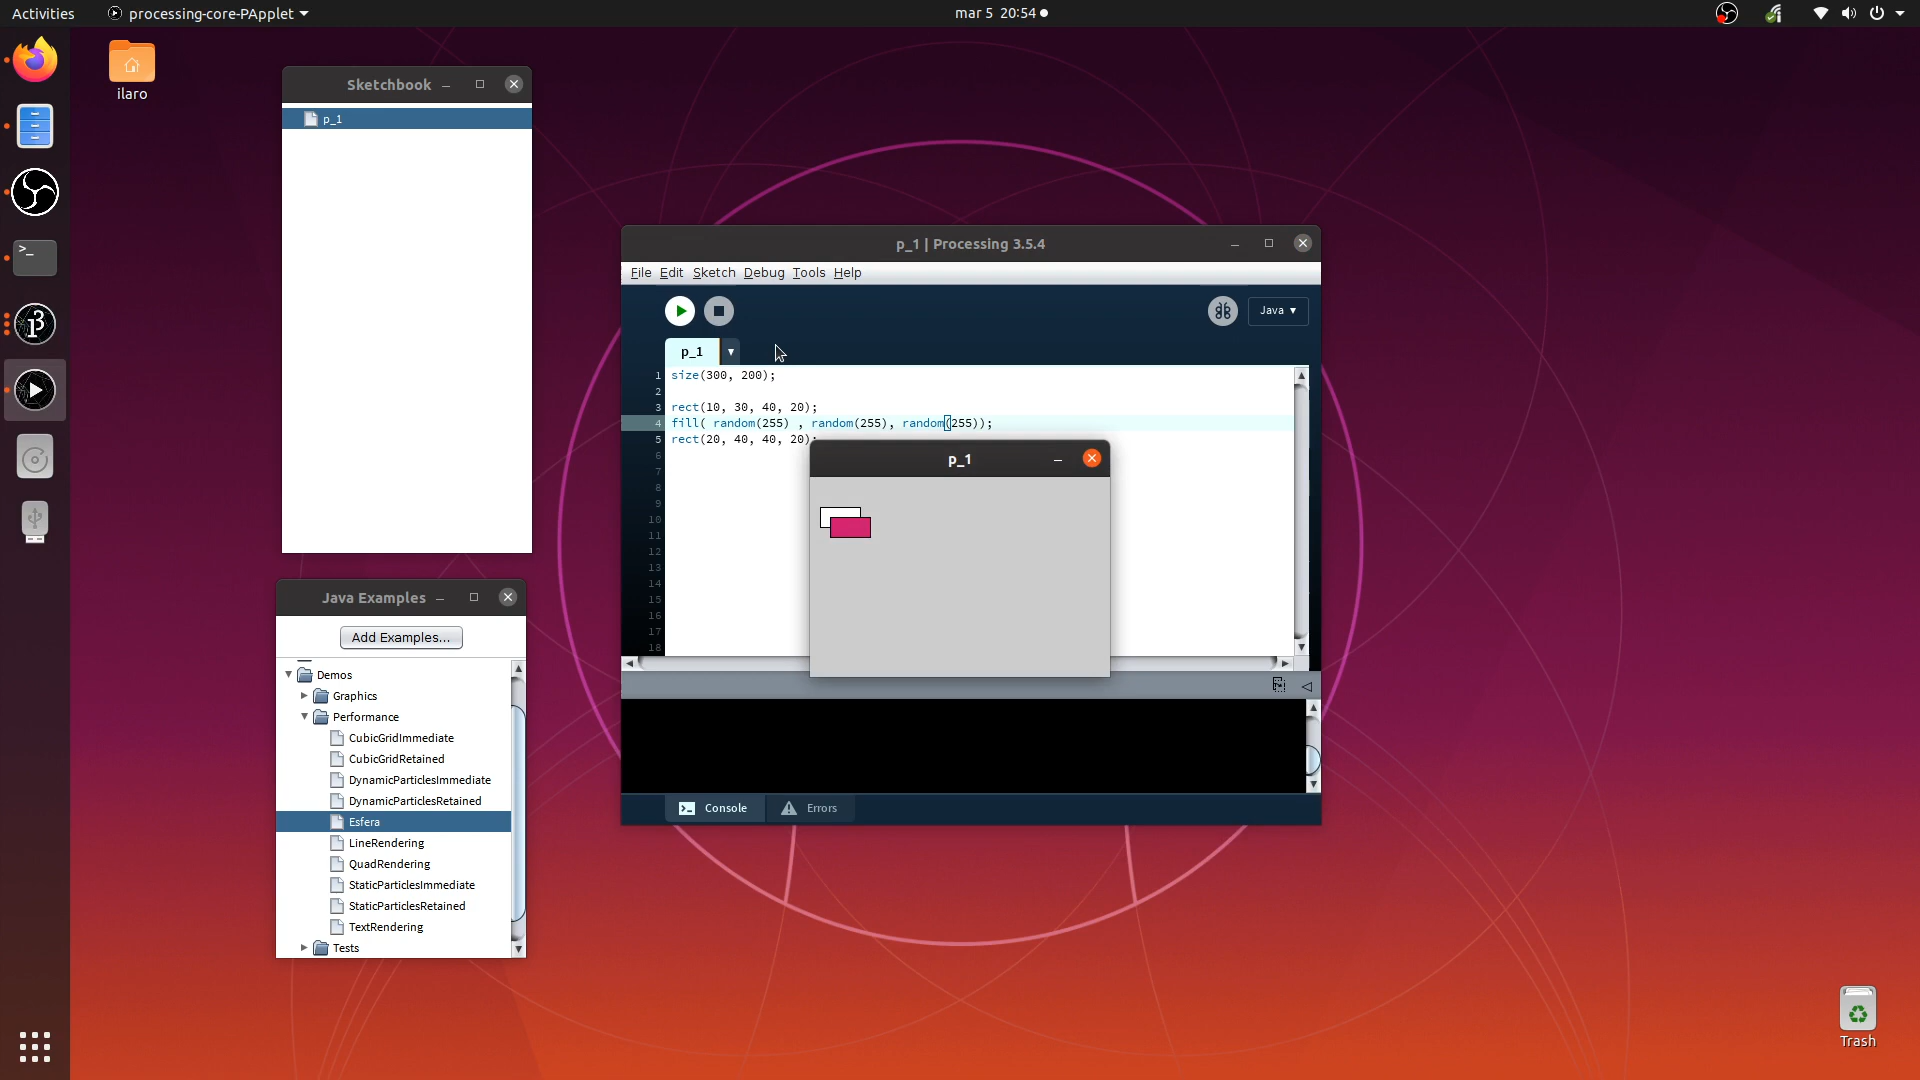 Activities
processing-core-PApplet
mar 5 20:54
ilaro
Sketchbook
p_1
p_1 | Processing 3.5.4
File Edit Sketch Debug Tools Help
Java
p_1
1 size(300, 200);
2
3 rect(10, 30, 40, 20);
4 fill( random(255) , random(255), random(255));
5 rect(20, 40, 40, 20);
6
7
8
9
10
11
12
13
14
15
16
17
18
p_1
Console
Errors
Java Examples
Add Examples...
Demos
Graphics
Performance
CubicGridImmediate
CubicGridRetained
DynamicParticlesImmediate
DynamicParticlesRetained
Esfera
LineRendering
QuadRendering
StaticParticlesImmediate
StaticParticlesRetained
TextRendering
Tests
Trash